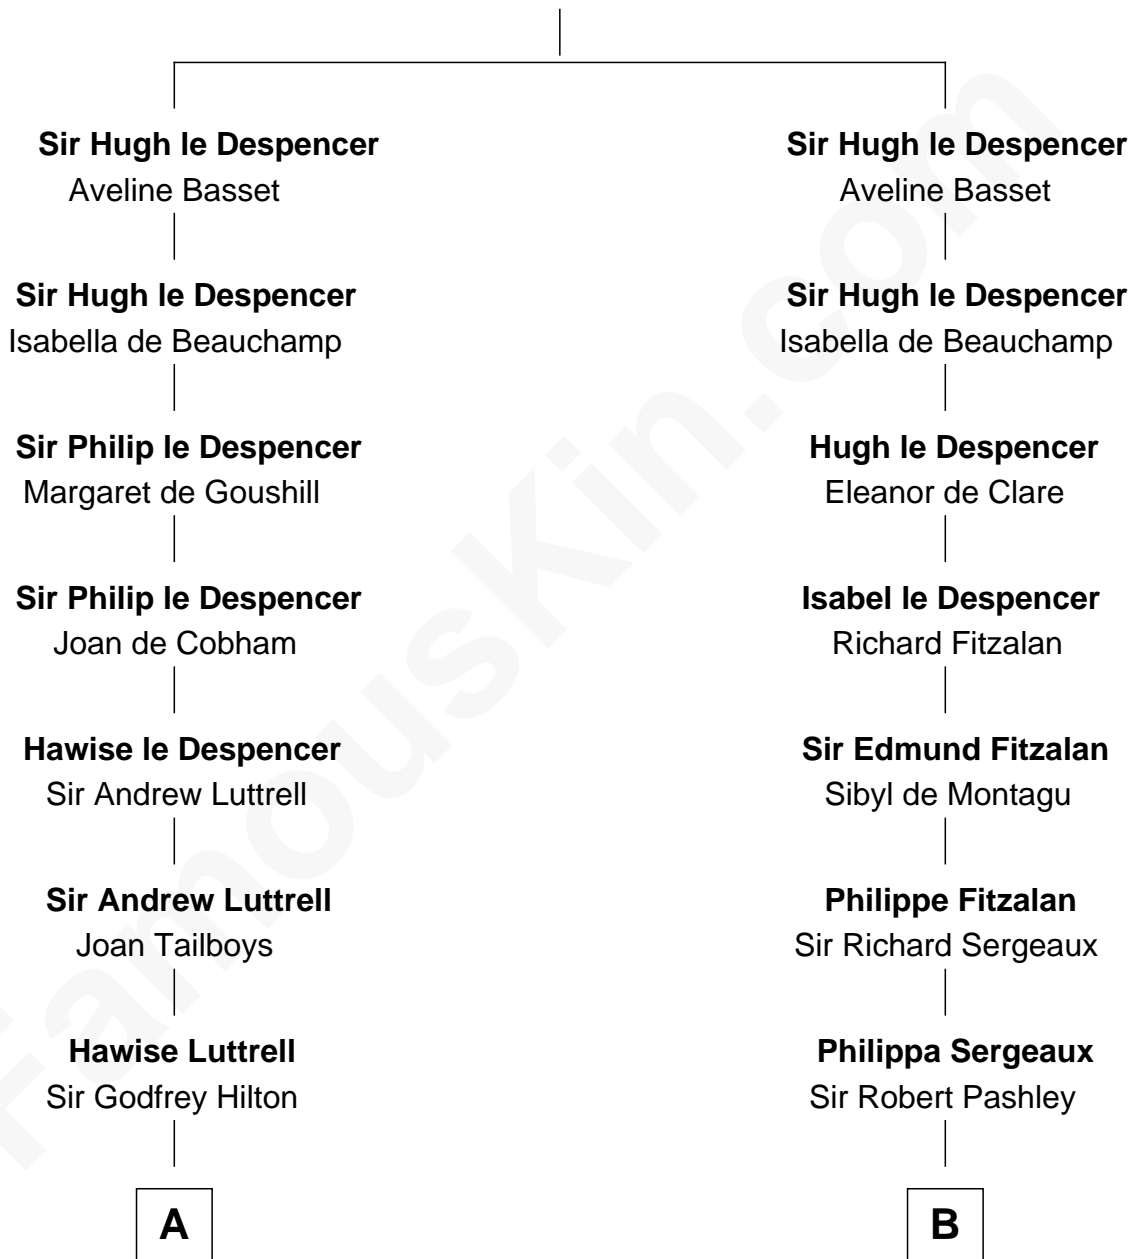 Sir Hugh le Despencer
Aveline Basset
Sir Hugh le Despencer
Isabella de Beauchamp
Sir Philip le Despencer
Margaret de Goushill
Sir Philip le Despencer
Joan de Cobham
Hawise le Despencer
Sir Andrew Luttrell
Sir Andrew Luttrell
Joan Tailboys
Hawise Luttrell
Sir Godfrey Hilton
A
Sir Hugh le Despencer
Aveline Basset
Sir Hugh le Despencer
Isabella de Beauchamp
Hugh le Despencer
Eleanor de Clare
Isabel le Despencer
Richard Fitzalan
Sir Edmund Fitzalan
Sibyl de Montagu
Philippe Fitzalan
Sir Richard Sergeaux
Philippa Sergeaux
Sir Robert Pashley
B
FamousKin.com